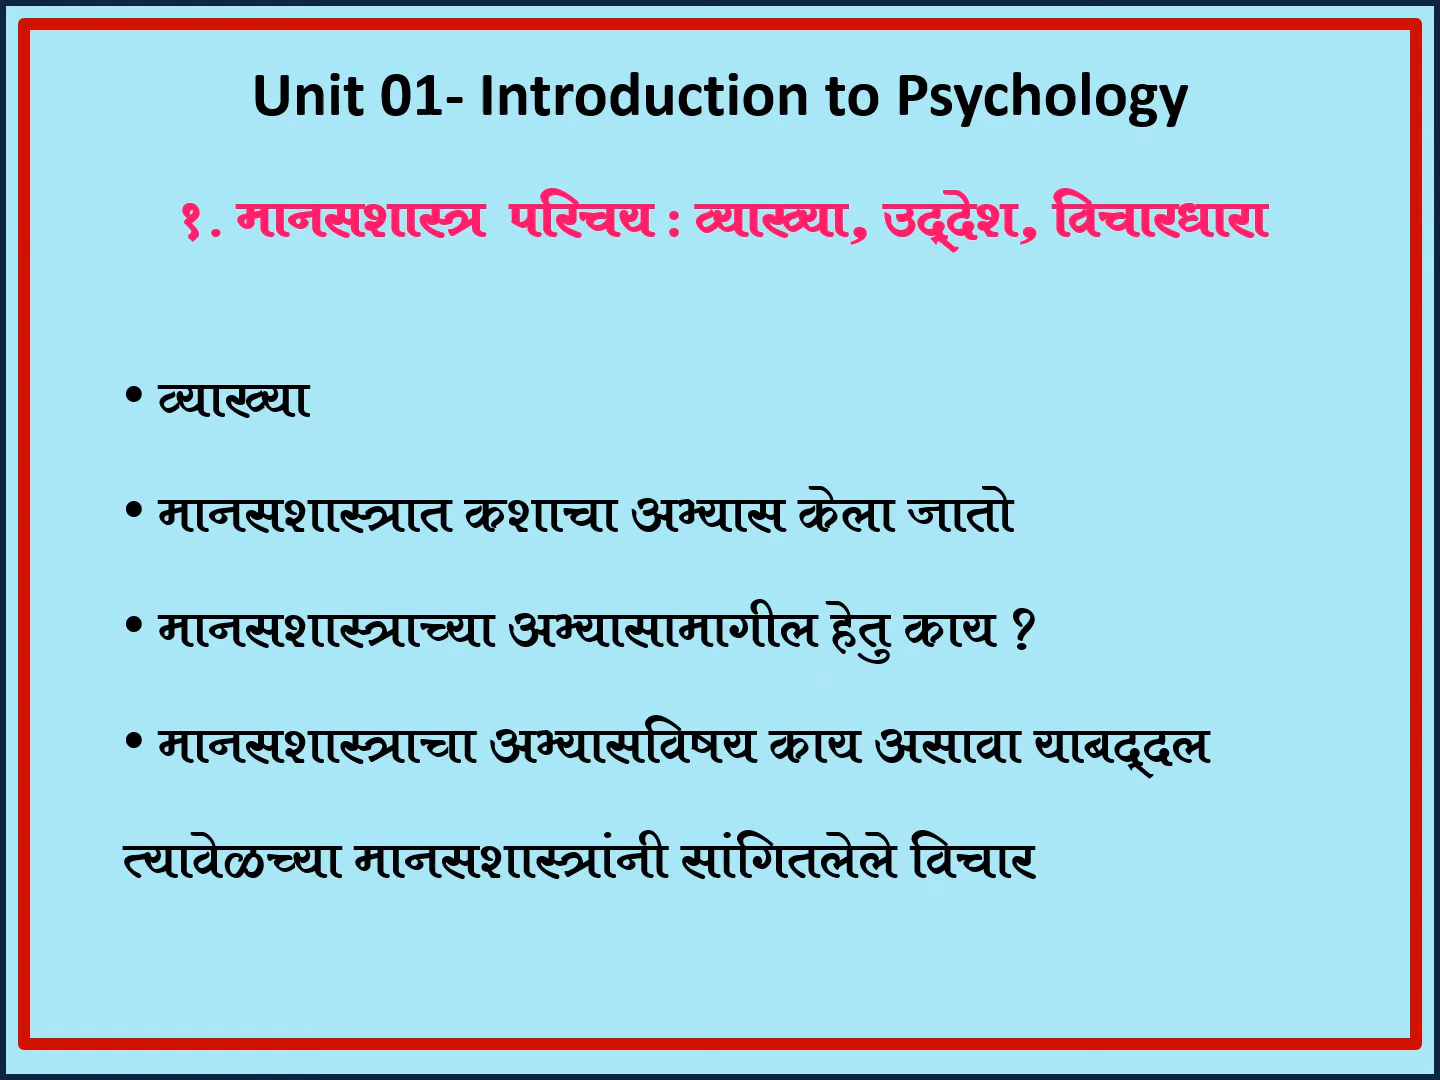 Unit 01- Introduction to Psychology
१. मानसशास्त्र परिचय : व्याख्या, उद्‌देश, विचारधारा
• व्याख्या
• मानसशास्त्रात कशाचा अभ्यास केला जातो
• मानसशास्त्राच्या अभ्यासामागील हेतु काय ?
• मानसशास्त्राचा अभ्यासविषय काय असावा याबद्‌दल
त्यावेळच्या मानसशास्त्रांनी सांगितलेले विचार